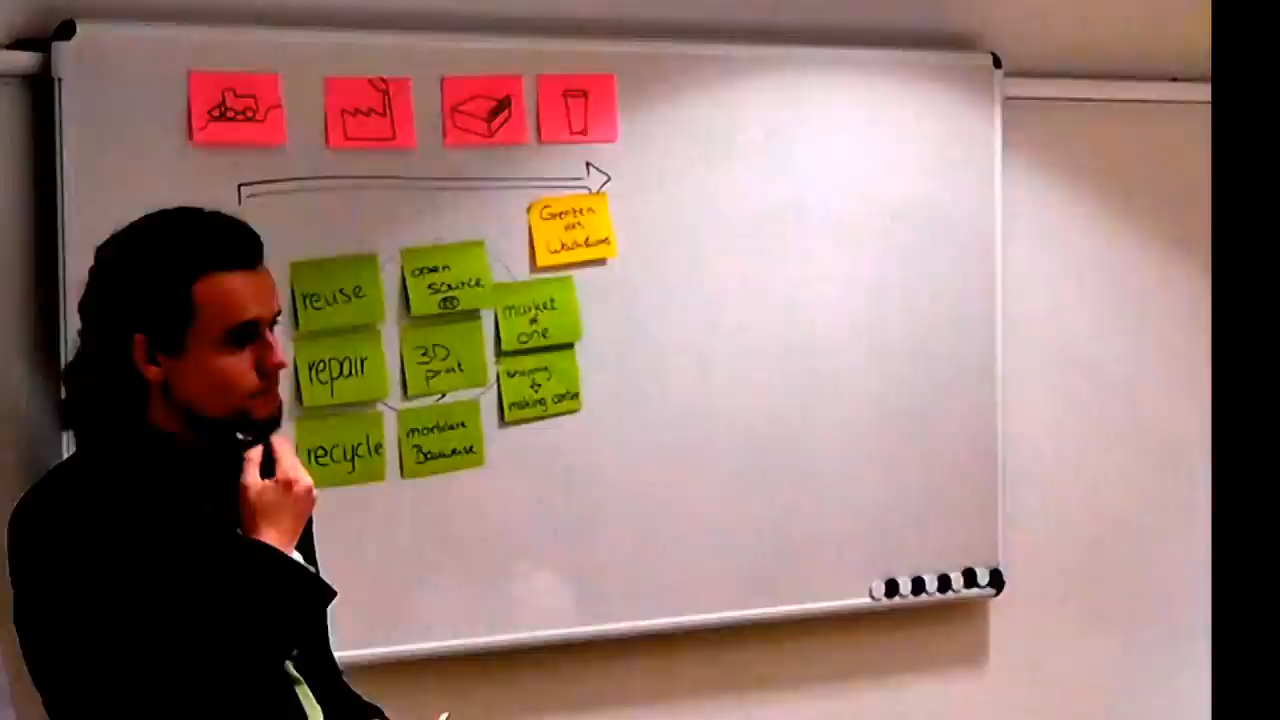 Grenzen
des
Wachstums
reuse
open
source
market
of
one
repair
3D
print
making center
recycle
modulare
Bauweise